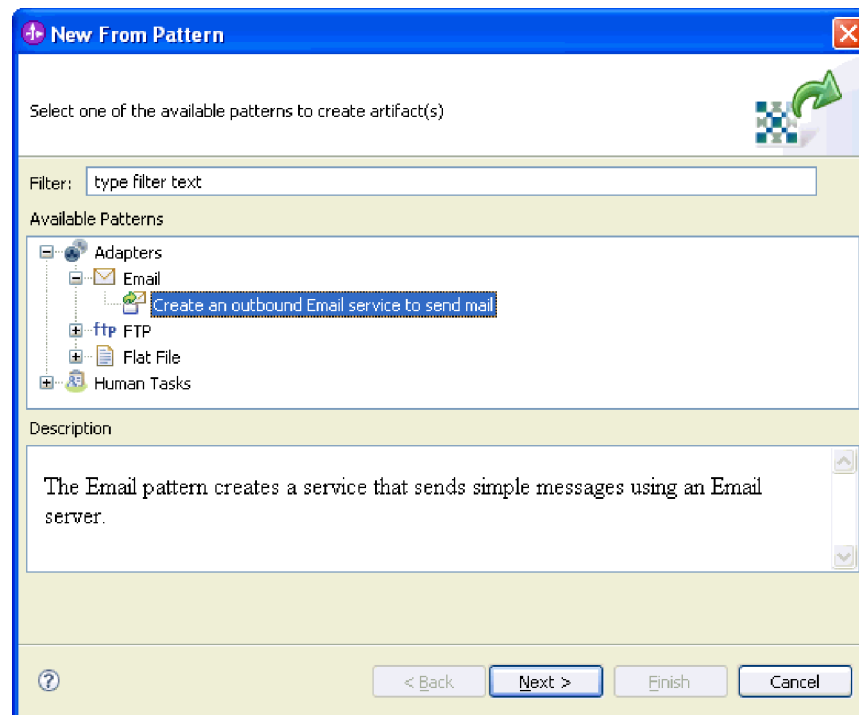 New From Pattern
Select one of the available patterns to create artifact(s)
Filter: type filter text
Available Patterns
Adapters
Email
Create an outbound Email service to send mail
ftp FTP
Flat File
Human Tasks
Description
The Email pattern creates a service that sends simple messages using an Email
server.
< Back Next > Finish Cancel